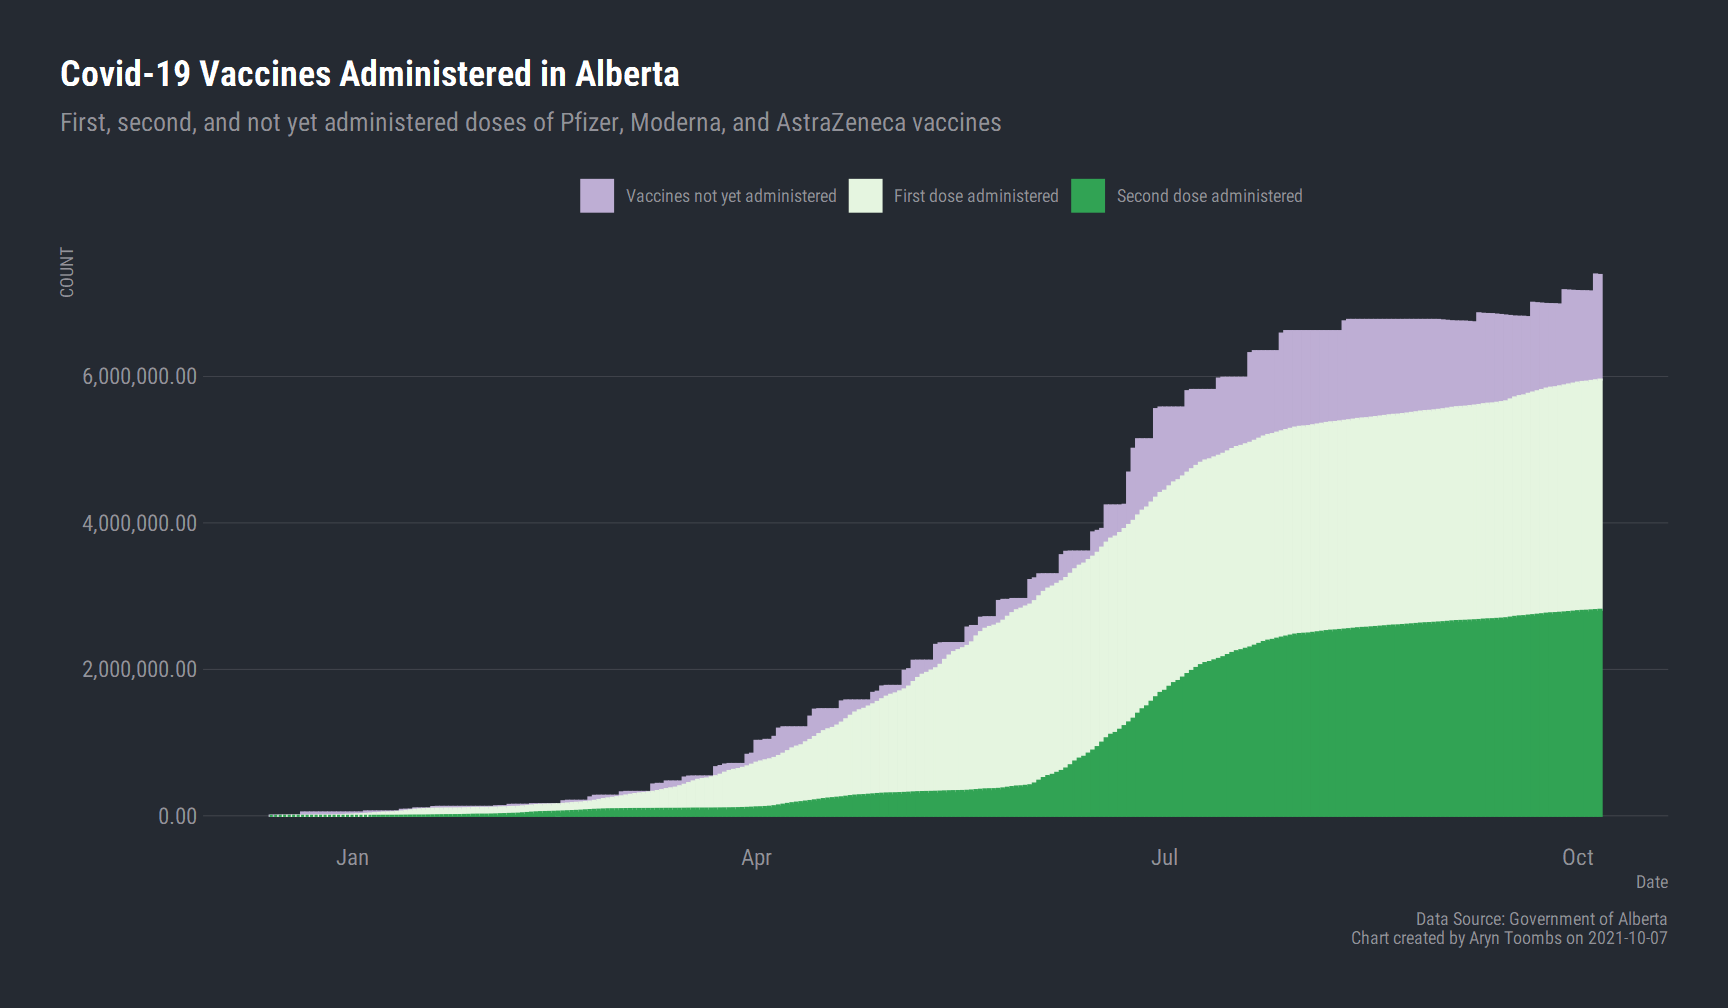 Covid-19 Vaccines Administered in Alberta
First, second, and not yet administered doses of Pfizer, Moderna, and AstraZeneca vaccines
Vaccines not yet administered
First dose administered
Second dose administered
COUNT
6,000,000.00
4,000,000.00
2,000,000.00
0.00
Jan
Apr
Jul
Oct
Date
Data Source: Government of Alberta
Chart created by Aryn Toombs on 2021-10-07